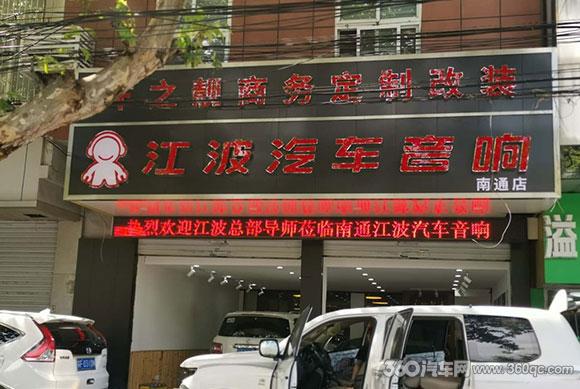 车之靓商务定制改装
江波汽车音响
南通店
热烈欢迎江波总部导师莅临南通江波汽车音响
溢
360汽车网 www.360qc.com